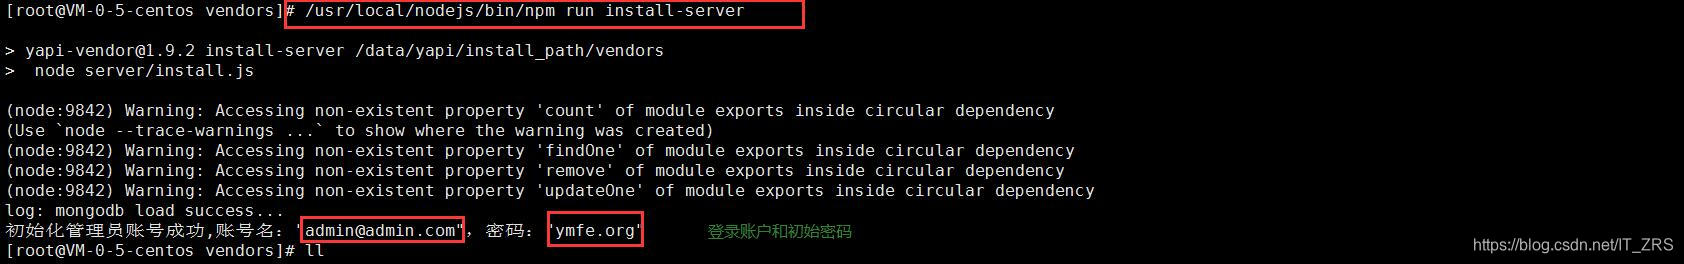 [root@VM-0-5-centos vendors]# /usr/local/nodejs/bin/npm run install-server
> yapi-vendor@1.9.2 install-server /data/yapi/install_path/vendors
>  node server/install.js
(node:9842) Warning: Accessing non-existent property 'count' of module exports inside circular dependency
(Use `node --trace-warnings ...` to show where the warning was created)
(node:9842) Warning: Accessing non-existent property 'findOne' of module exports inside circular dependency
(node:9842) Warning: Accessing non-existent property 'remove' of module exports inside circular dependency
(node:9842) Warning: Accessing non-existent property 'updateOne' of module exports inside circular dependency
log: mongodb load success...
初始化管理员账号成功,账号名："admin@admin.com"，密码："ymfe.org" 登录账户和初始密码
[root@VM-0-5-centos vendors]# ll
https://blog.csdn.net/IT_ZRS